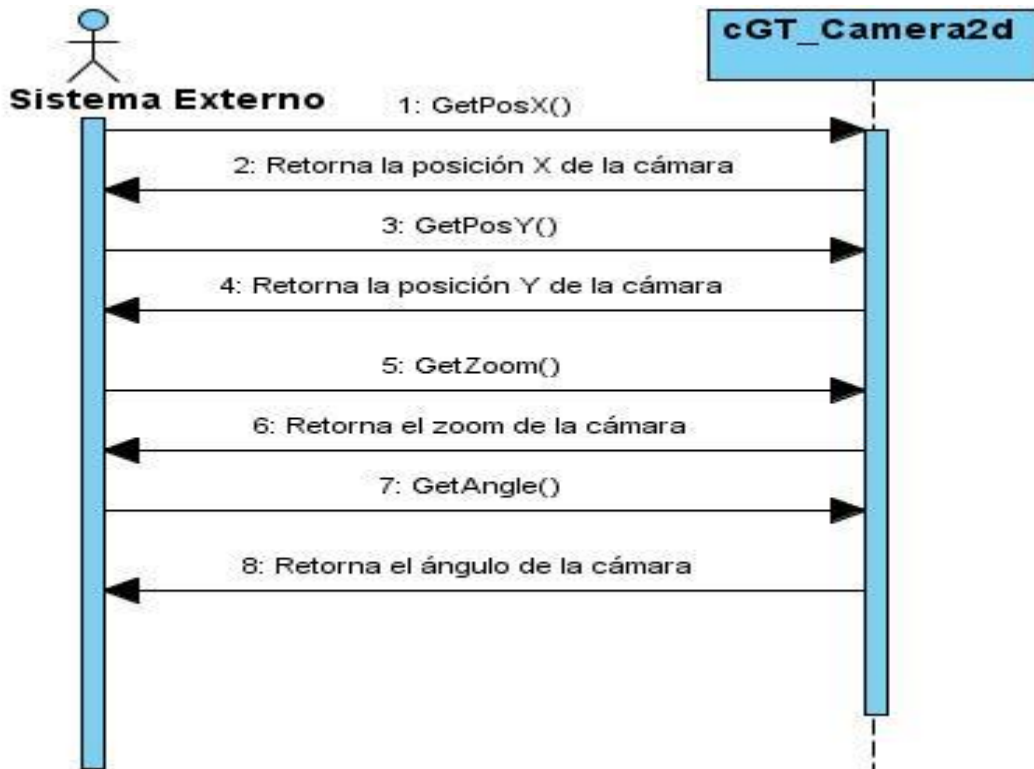 cGT_Camera2d
Sistema Externo
1: GetPosX()
2: Retorna la posición X de la cámara
3: GetPosY()
4: Retorna la posición Y de la cámara
5: GetZoom()
6: Retorna el zoom de la cámara
7: GetAngle()
8: Retorna el ángulo de la cámara